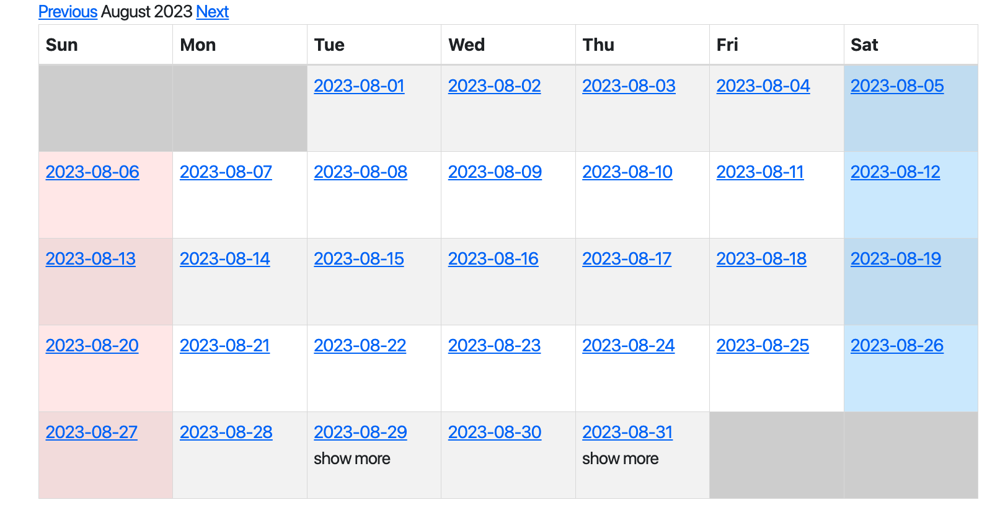 Previous August 2023 Next
Sun Mon Tue Wed Thu Fri Sat
2023-08-01 2023-08-02 2023-08-03 2023-08-04 2023-08-05
2023-08-06 2023-08-07 2023-08-08 2023-08-09 2023-08-10 2023-08-11 2023-08-12
2023-08-13 2023-08-14 2023-08-15 2023-08-16 2023-08-17 2023-08-18 2023-08-19
2023-08-20 2023-08-21 2023-08-22 2023-08-23 2023-08-24 2023-08-25 2023-08-26
2023-08-27 2023-08-28 2023-08-29 2023-08-30 2023-08-31
show more show more